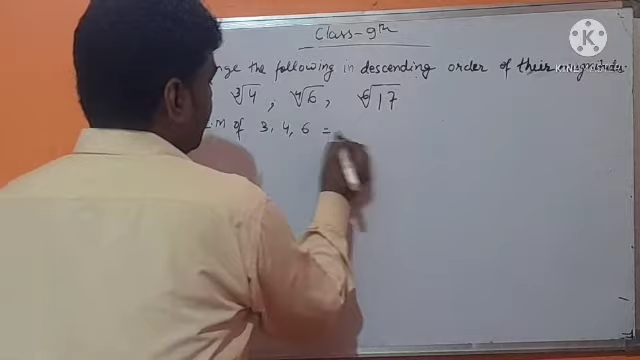 Class-9th
nge the following in descending order of their magnitude
∛4, ∜6, ⁶√17
.M of 3, 4, 6 =
K